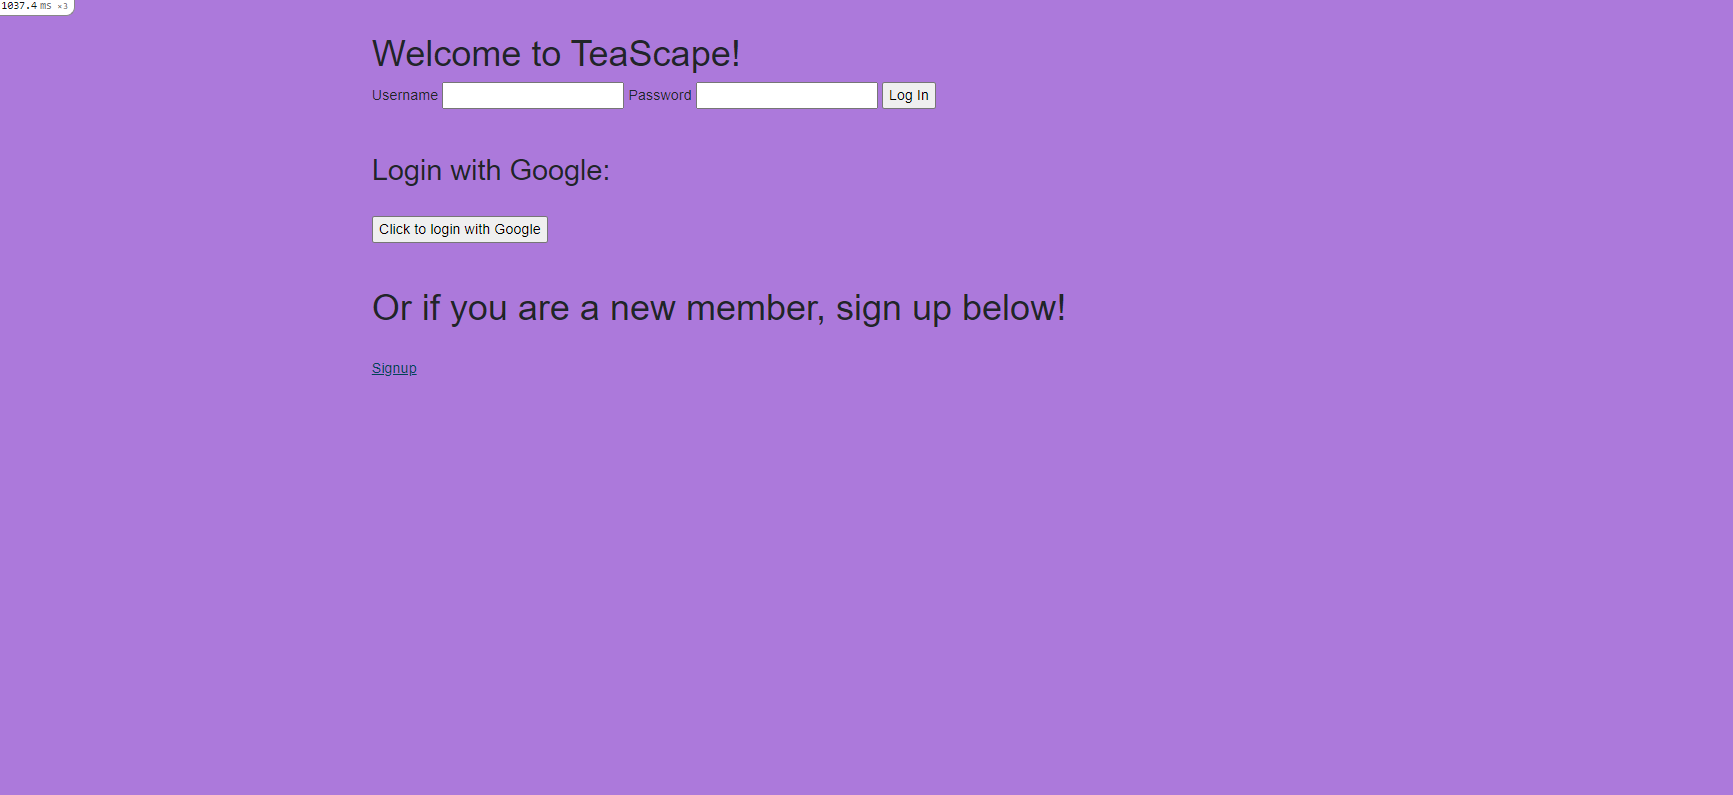 1037.4 ms ×3
Welcome to TeaScape!
Username Password Log In
Login with Google:
Click to login with Google
Or if you are a new member, sign up below!
Signup